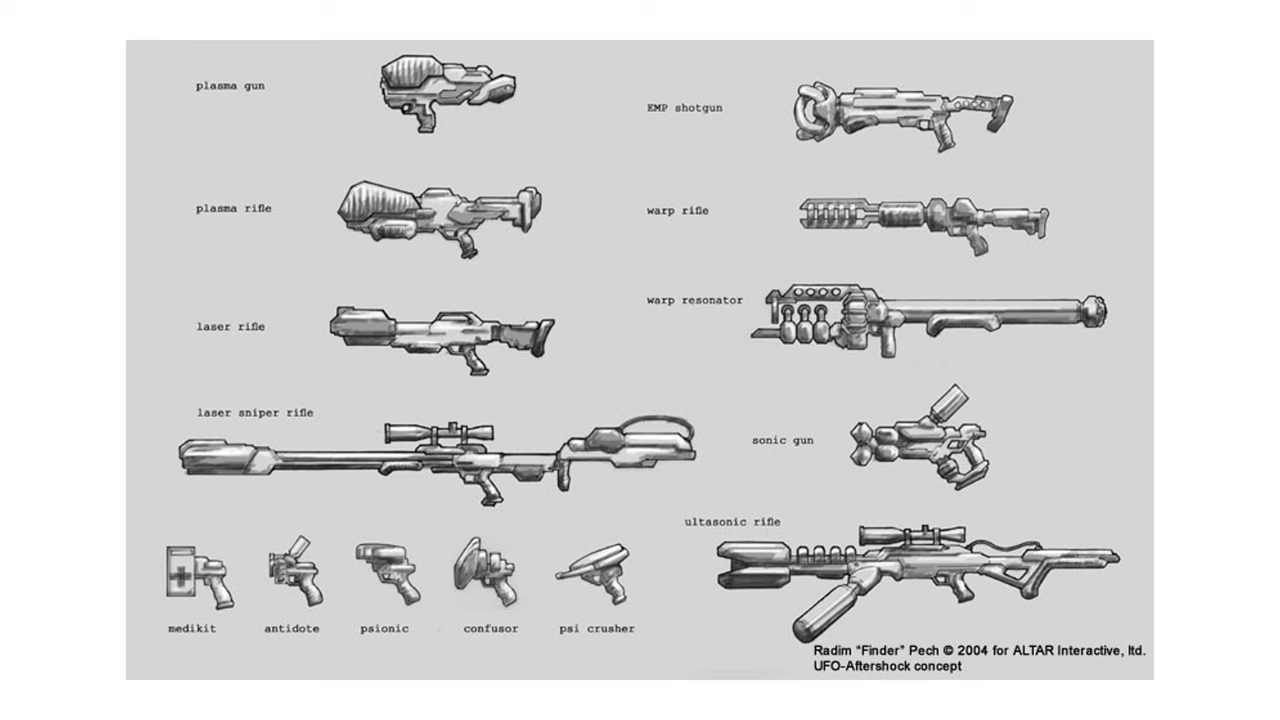 plasma gun
EMP shotgun
plasma rifle
warp rifle
warp resonator
laser rifle
laser sniper rifle
sonic gun
ultasonic rifle
medikit
antidote
psionic
confusor
psi crusher
Radim "Finder" Pech © 2004 for ALTAR Interactive, ltd.
UFO-Aftershock concept